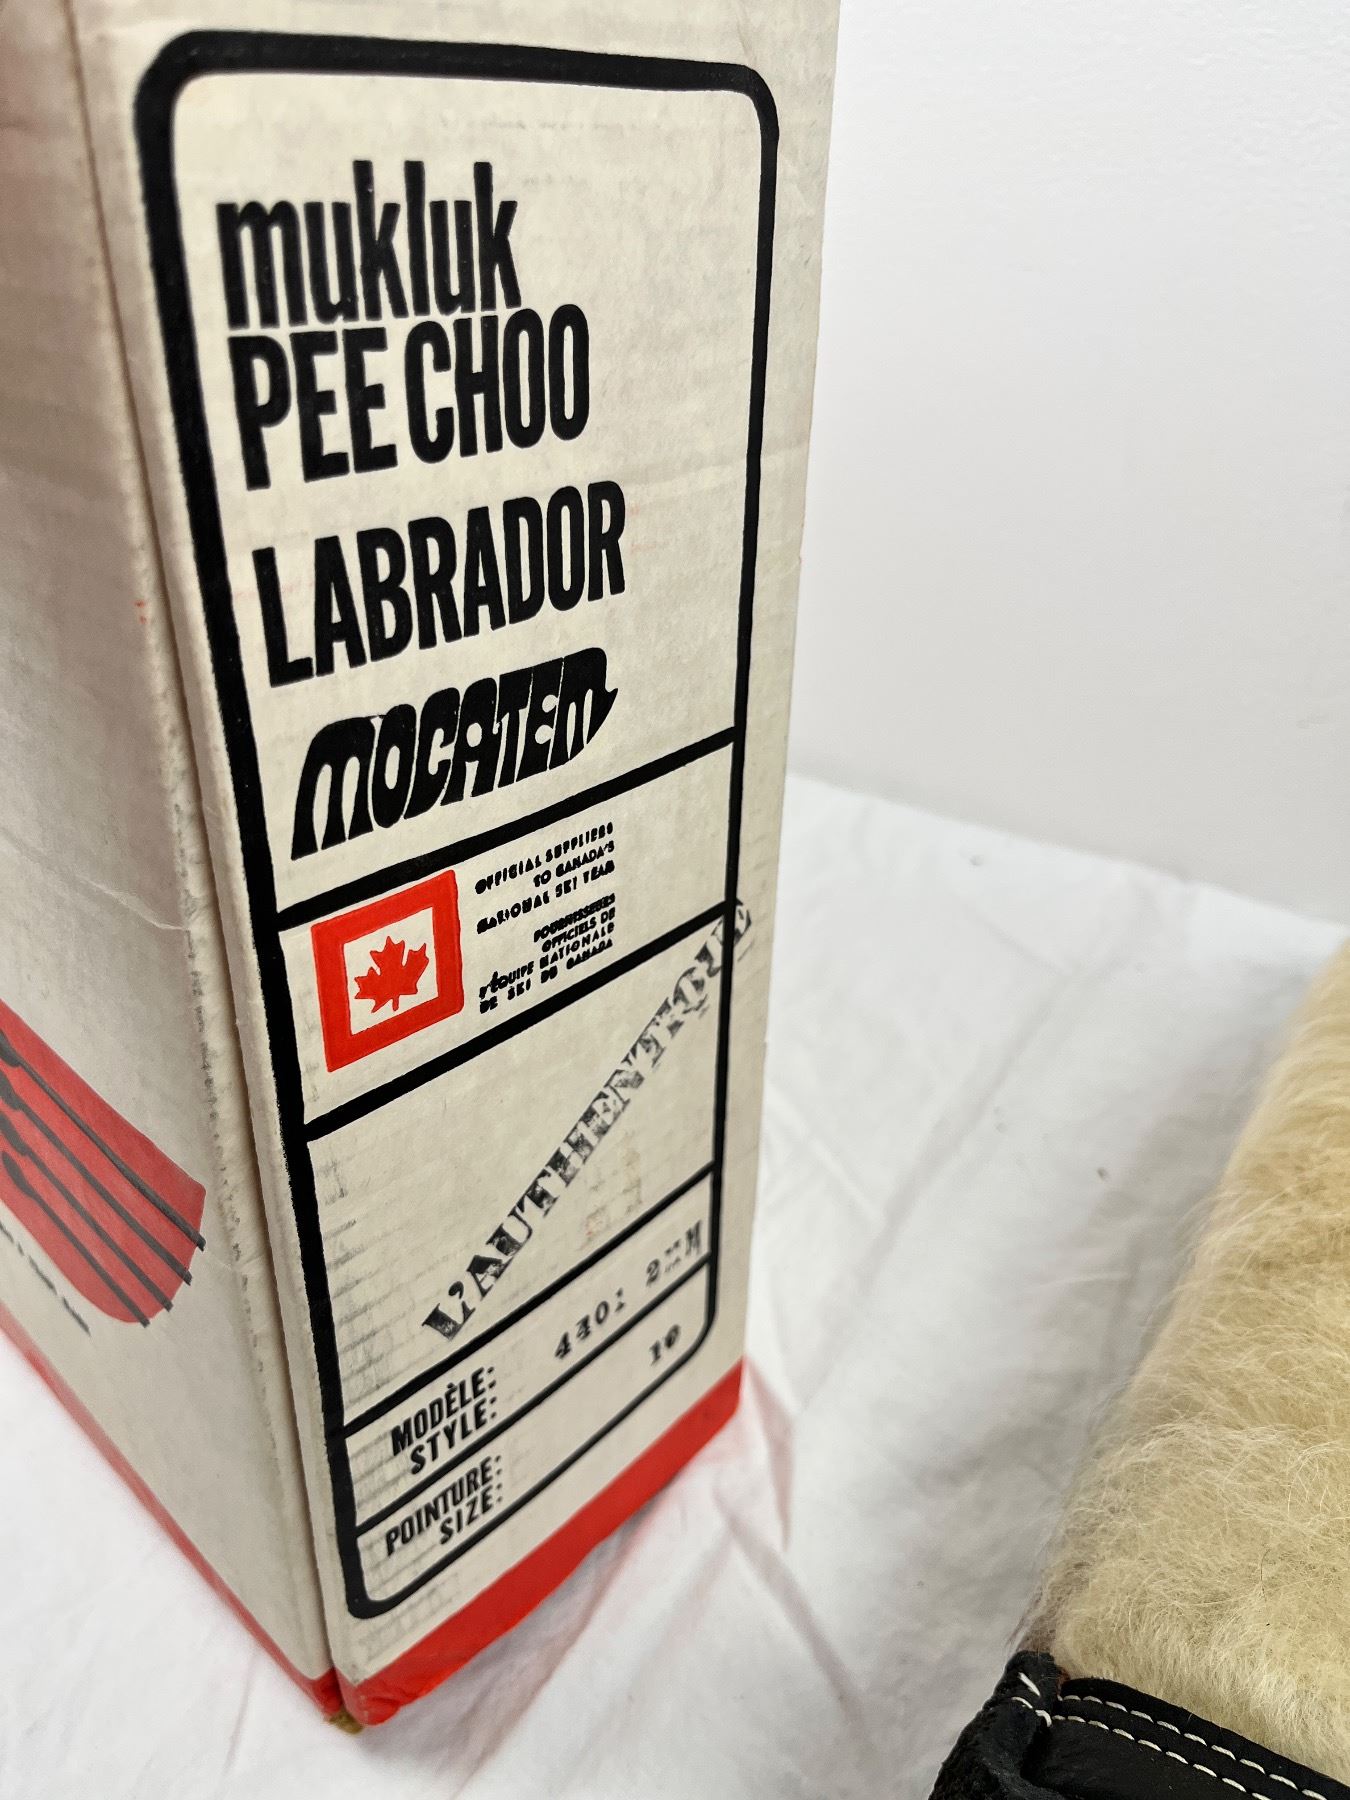 mukluk
PEE CHOO
LABRADOR
MOCATEM
OFFICIAL SUPPLIERS
TO CANADA'S
NATIONAL SKI TEAM
FOURNISSEURS
OFFICIELS DE
L'ÉQUIPE NATIONALE
DE SKI DU CANADA
L'AUTHENTIQUE
MODÈLE:
STYLE:
POINTURE:
SIZE:
10